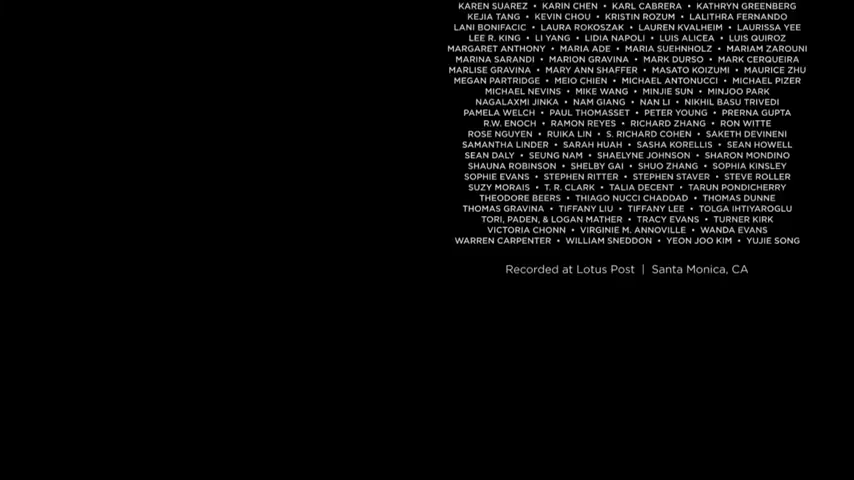 KAREN SUAREZ • KARIN CHEN • KARL CABRERA • KATHRYN GREENBERG
KEJIA TANG • KEVIN CHOU • KRISTIN ROZUM • LALITHRA FERNANDO
LANI BONIFACIC • LAURA ROKOSZAK • LAUREN KVALHEIM • LAURISSA YEE
LEE R. KING • LI YANG • LIDIA NAPOLI • LUIS ALICEA • LUIS QUIROZ
MARGARET ANTHONY • MARIA ADE • MARIA SUEHNHOLZ • MARIAM ZAROUNI
MARINA SARANDI • MARION GRAVINA • MARK DURSO • MARK CERQUEIRA
MARLISE GRAVINA • MARY ANN SHAFFER • MASATO KOIZUMI • MAURICE ZHU
MEGAN PARTRIDGE • MEIO CHIEN • MICHAEL ANTONUCCI • MICHAEL PIZER
MICHAEL NEVINS • MIKE WANG • MINJIE SUN • MINJOO PARK
NAGALAXMI JINKA • NAM GIANG • NAN LI • NIKHIL BASU TRIVEDI
PAMELA WELCH • PAUL THOMASSET • PETER YOUNG • PRERNA GUPTA
R.W. ENOCH • RAMON REYES • RICHARD ZHANG • RON WITTE
ROSE NGUYEN • RUIKA LIN • S. RICHARD COHEN • SAKETH DEVINENI
SAMANTHA LINDER • SARAH HUAH • SASHA KORELLIS • SEAN HOWELL
SEAN DALY • SEUNG NAM • SHAELYNE JOHNSON • SHARON MONDINO
SHAUNA ROBINSON • SHELBY GAI • SHUO ZHANG • SOPHIA KINSLEY
SOPHIE EVANS • STEPHEN RITTER • STEPHEN STAVER • STEVE ROLLER
SUZY MORAIS • T. R. CLARK • TALIA DECENT • TARUN PONDICHERRY
THEODORE BEERS • THIAGO NUCCI CHADDAD • THOMAS DUNNE
THOMAS GRAVINA • TIFFANY LIU • TIFFANY LEE • TOLGA IHTIYAROGLU
TORI, PADEN, & LOGAN MATHER • TRACY EVANS • TURNER KIRK
VICTORIA CHONN • VIRGINIE M. ANNOVILLE • WANDA EVANS
WARREN CARPENTER • WILLIAM SNEDDON • YEON JOO KIM • YUJIE SONG
Recorded at Lotus Post | Santa Monica, CA